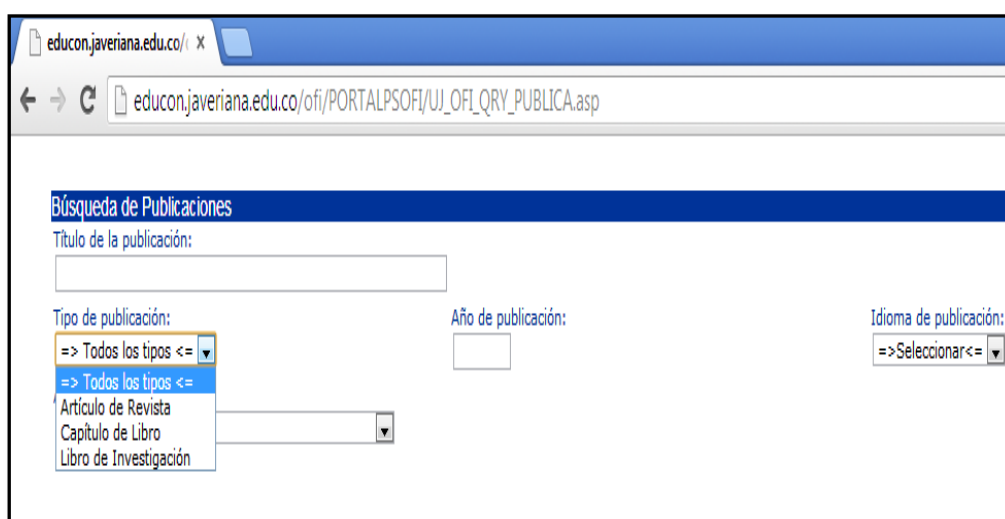 educon.javeriana.edu.co/
educon.javeriana.edu.co/ofi/PORTALPSOFI/UJ_OFI_QRY_PUBLICA.asp
Búsqueda de Publicaciones
Título de la publicación:
Tipo de publicación: Año de publicación: Idioma de publicación:
=> Todos los tipos <= =>Seleccionar<=
=> Todos los tipos <=
Artículo de Revista
Capítulo de Libro
Libro de Investigación